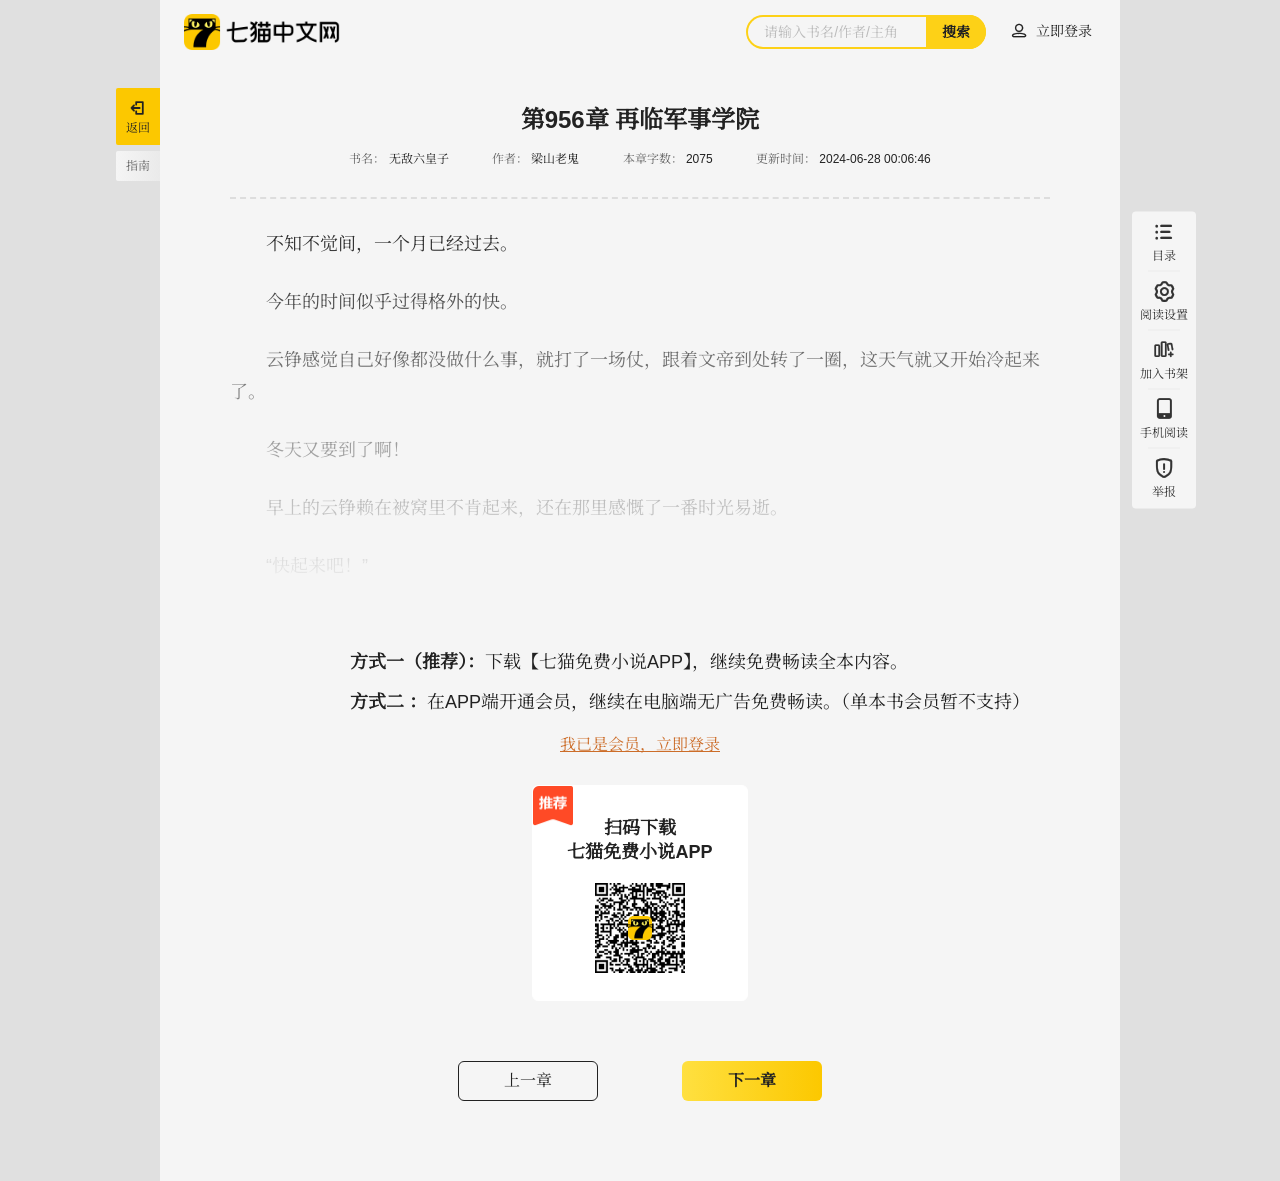 七猫中文网
请输入书名/作者/主角
搜索
立即登录
返回
指南
第956章 再临军事学院
书名： 无敌六皇子 作者： 梁山老鬼 本章字数： 2075 更新时间： 2024-06-28 00:06:46
不知不觉间，一个月已经过去。
今年的时间似乎过得格外的快。
云铮感觉自己好像都没做什么事，就打了一场仗，跟着文帝到处转了一圈，这天气就又开始冷起来
了。
冬天又要到了啊！
早上的云铮赖在被窝里不肯起来，还在那里感慨了一番时光易逝。
“快起来吧！”
目录
阅读设置
加入书架
手机阅读
举报
方式一（推荐）：下载【七猫免费小说APP】，继续免费畅读全本内容。
方式二 ：在APP端开通会员，继续在电脑端无广告免费畅读。（单本书会员暂不支持）
我已是会员，立即登录
推荐
扫码下载
七猫免费小说APP
上一章
下一章